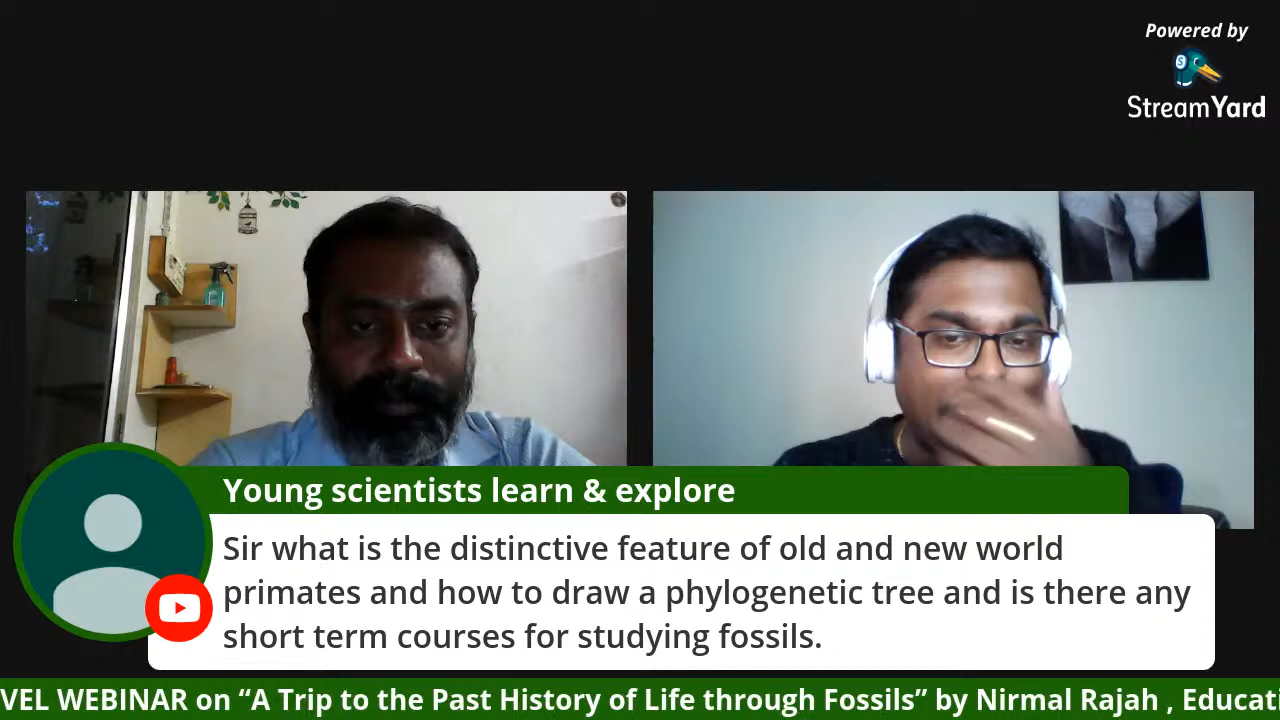 Powered by
StreamYard
Young scientists learn & explore
Sir what is the distinctive feature of old and new world
primates and how to draw a phylogenetic tree and is there any
short term courses for studying fossils.
VEL WEBINAR on “A Trip to the Past History of Life through Fossils” by Nirmal Rajah , Educati